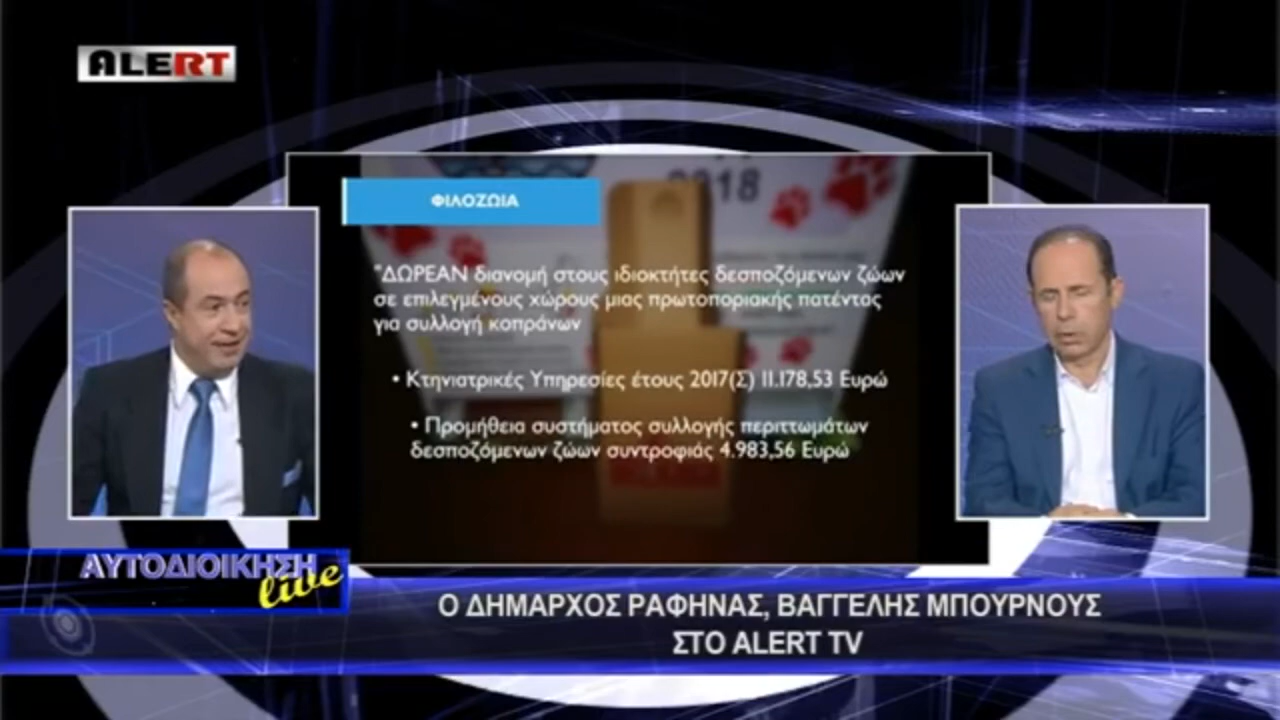 ALERT
2018
ΦΙΛΟΖΩΙΑ
"ΔΩΡΕΑΝ διανομή στους ιδιοκτήτες δεσποζόμενων ζώων
σε επιλεγμένους χώρους μιας πρωτοποριακής πατέντας
για συλλογή κοπράνων
• Κτηνιατρικές Υπηρεσίες έτους 2017(Σ) 11.178,53 Ευρώ
• Προμήθεια συστήματος συλλογής περιττωμάτων
δεσποζόμενων ζώων συντροφιάς 4.983,56 Ευρώ
ΑΥΤΟΔΙΟΙΚΗΣΗ
live
Ο ΔΗΜΑΡΧΟΣ ΡΑΦΗΝΑΣ, ΒΑΓΓΕΛΗΣ ΜΠΟΥΡΝΟΥΣ
ΣΤΟ ALERT TV